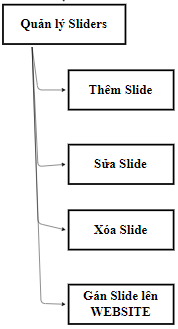 Quản lý Sliders
Thêm Slide
Sửa Slide
Xóa Slide
Gán Slide lên
WEBSITE